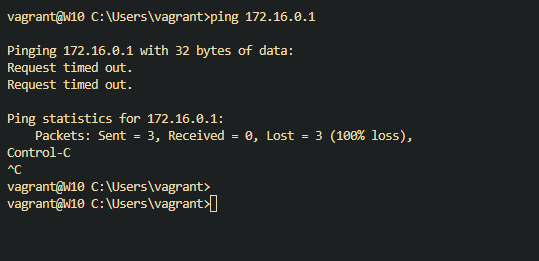 vagrant@W10 C:\Users\vagrant>ping 172.16.0.1
Pinging 172.16.0.1 with 32 bytes of data:
Request timed out.
Request timed out.
Ping statistics for 172.16.0.1:
    Packets: Sent = 3, Received = 0, Lost = 3 (100% loss),
Control-C
^C
vagrant@W10 C:\Users\vagrant>
vagrant@W10 C:\Users\vagrant>